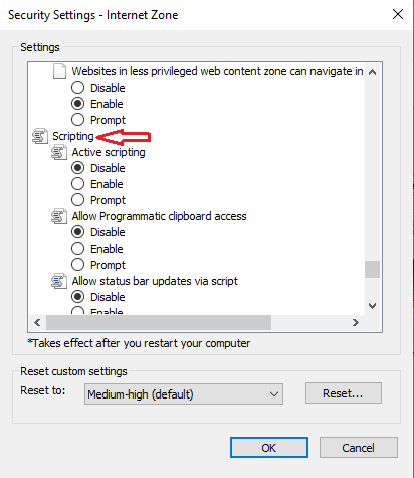 Security Settings - Internet Zone
Settings
Websites in less privileged web content zone can navigate in
Disable
Enable
Prompt
Scripting
Active scripting
Disable
Enable
Prompt
Allow Programmatic clipboard access
Disable
Enable
Prompt
Allow status bar updates via script
Disable
Enable
*Takes effect after you restart your computer
Reset custom settings
Reset to: Medium-high (default) Reset...
OK Cancel